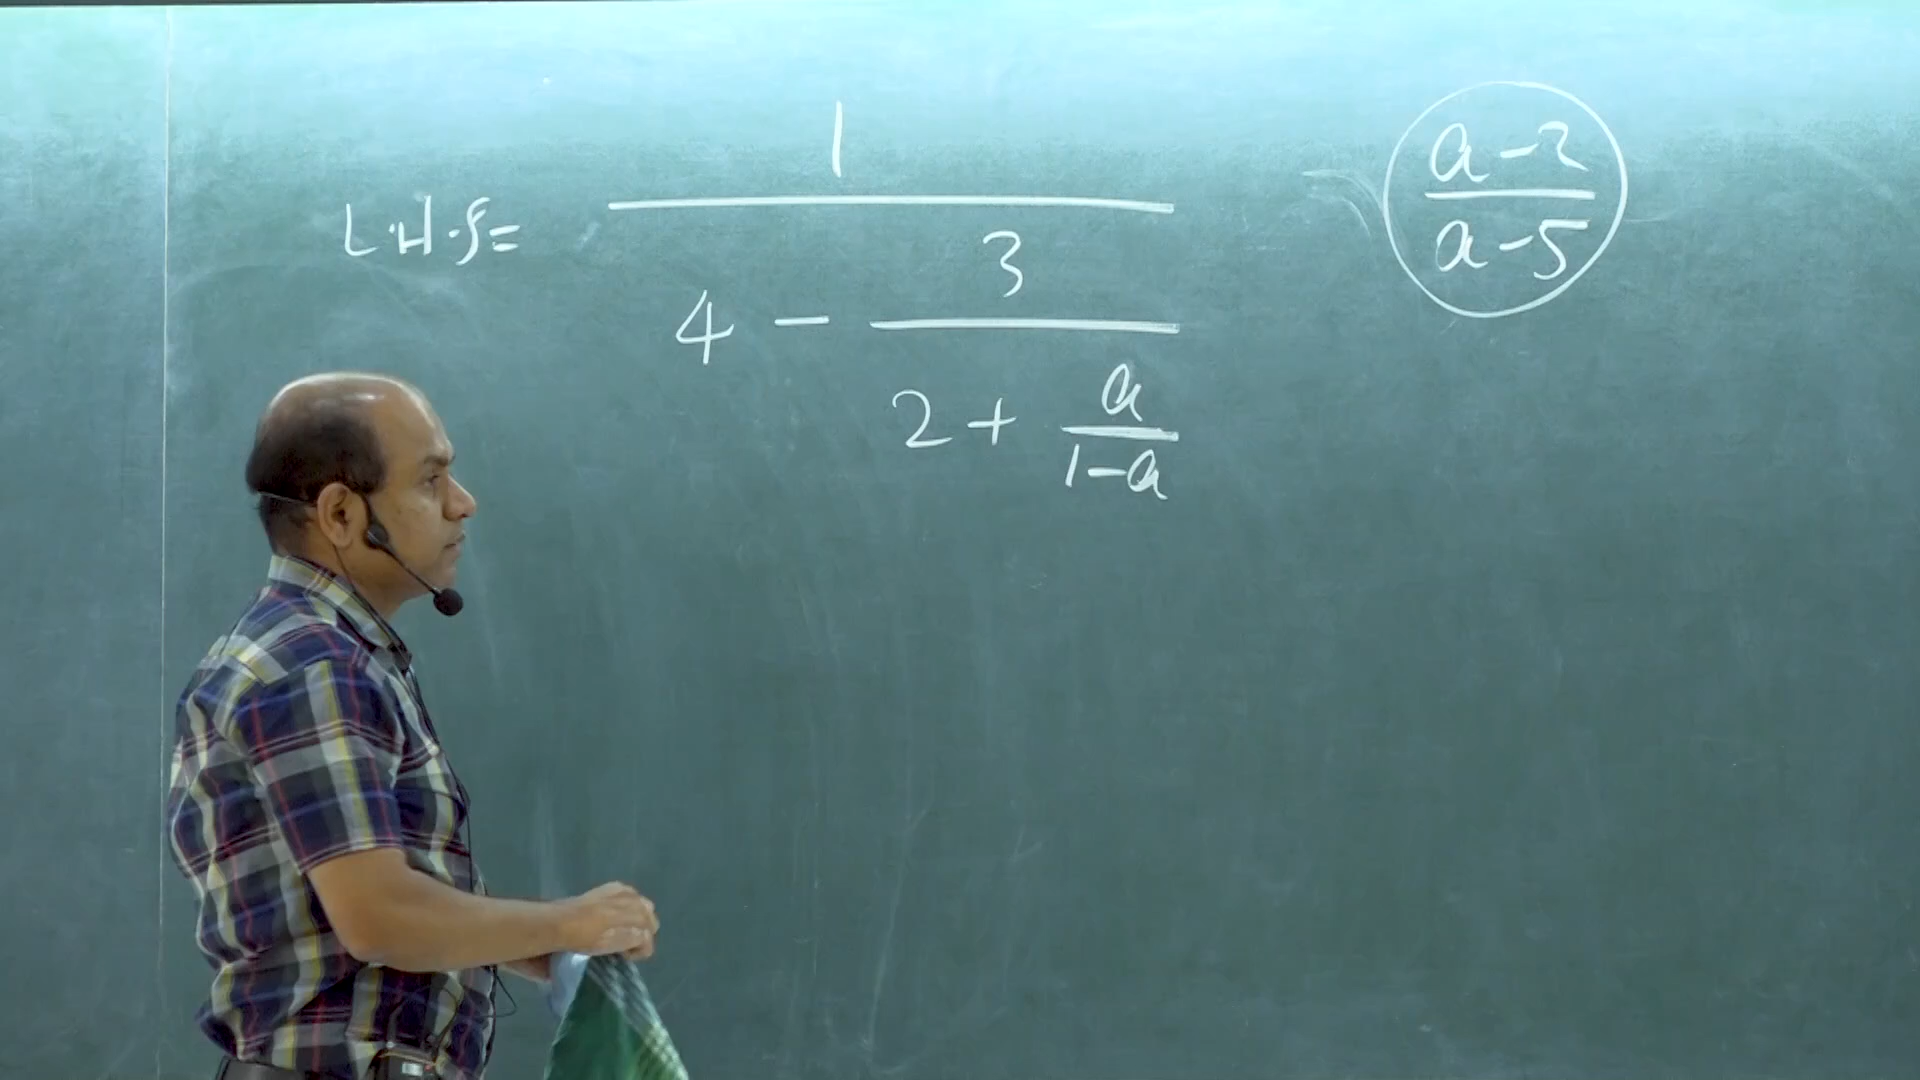 L.H.S = 1 / (4 - 3 / (2 + a / (1-a)))
a-2 / a-5